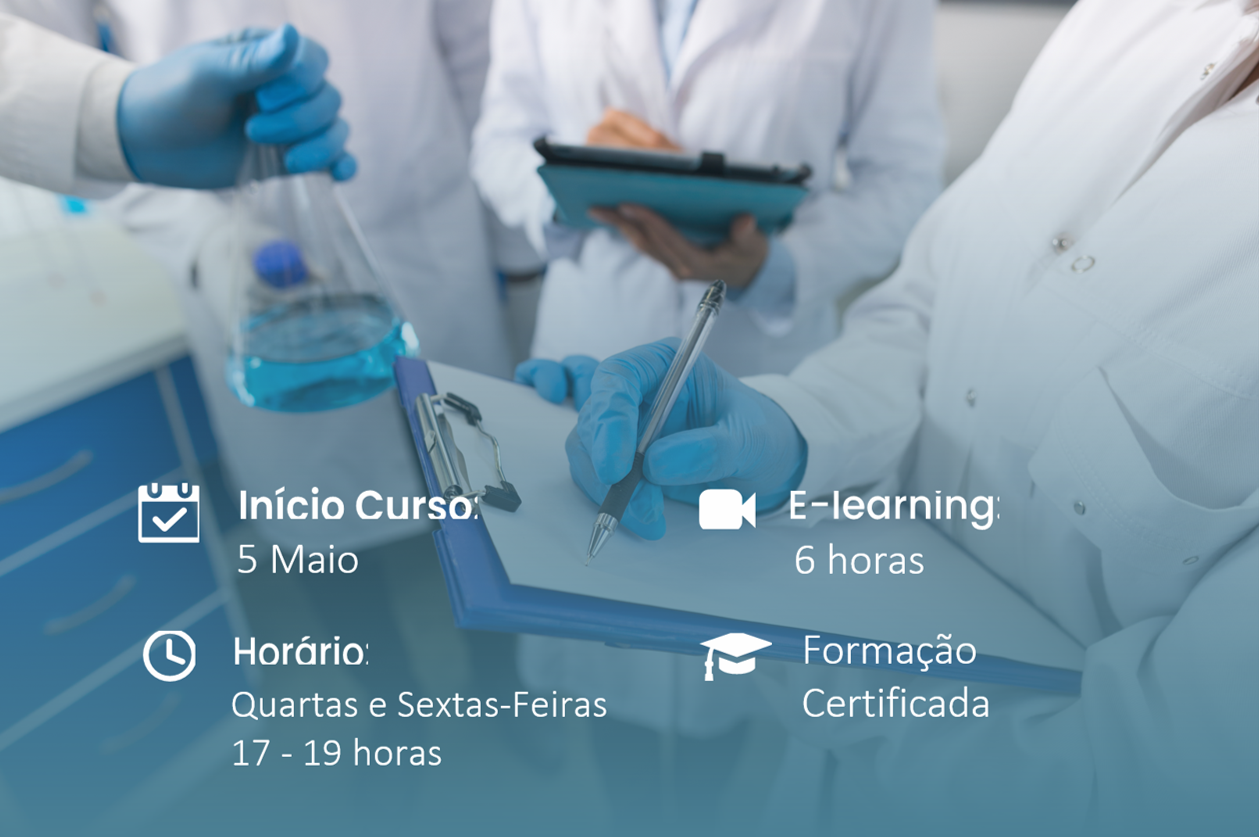 Início Curso:
5 Maio
Horário:
Quartas e Sextas-Feiras
17 - 19 horas
E-learning:
6 horas
Formação
Certificada